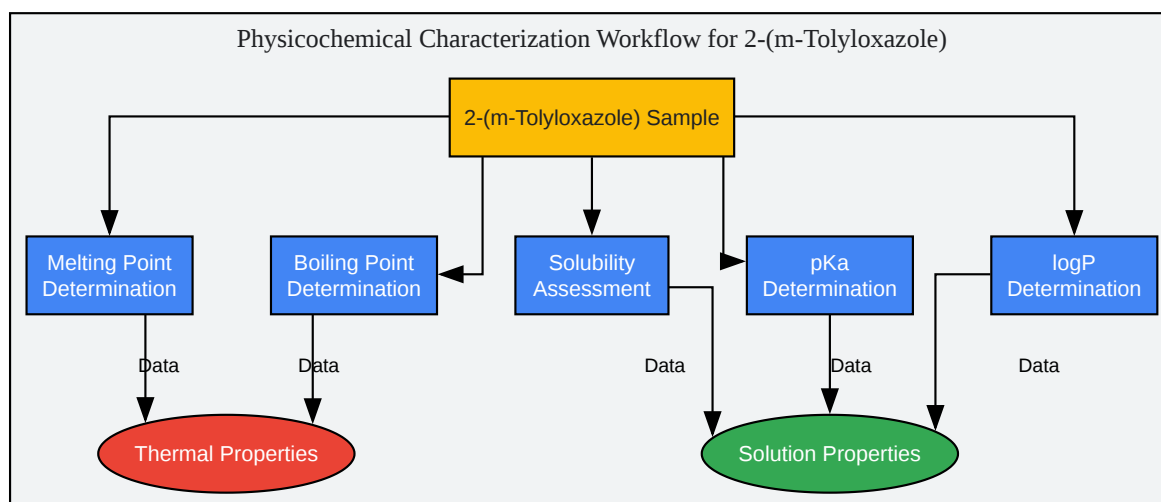 Physicochemical Characterization Workflow for 2-(m-Tolyloxazole)
2-(m-Tolyloxazole) Sample
Melting Point
Determination
Boiling Point
Determination
Solubility
Assessment
pKa
Determination
logP
Determination
Data
Data
Data
Data
Data
Thermal Properties
Solution Properties